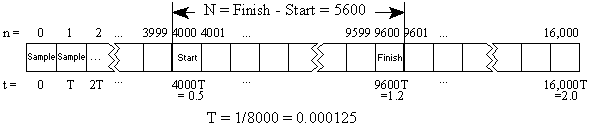 N = Finish - Start = 5600
n = 0 1 2 ... 3999 4000 4001 ... 9599 9600 9601 ... 16,000
Sample Sample ... Start Finish
t = 0 T 2T ... 4000T ... 9600T ... 16,000T
= 0.5 =1.2 =2.0
T = 1/8000 = 0.000125